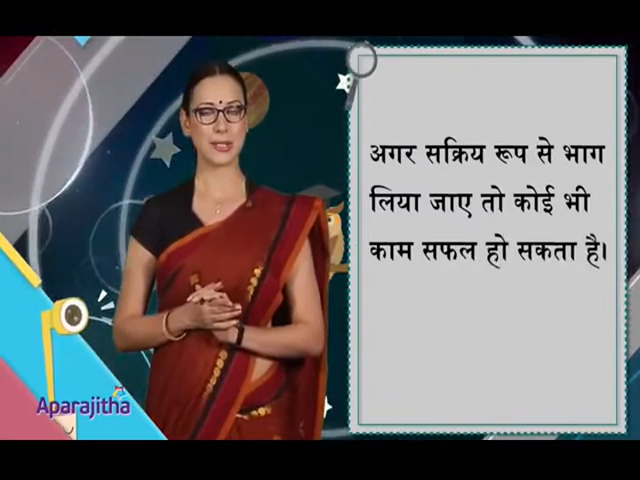 अगर सक्रिय रूप से भाग
लिया जाए तो कोई भी
काम सफल हो सकता है।
Aparajitha